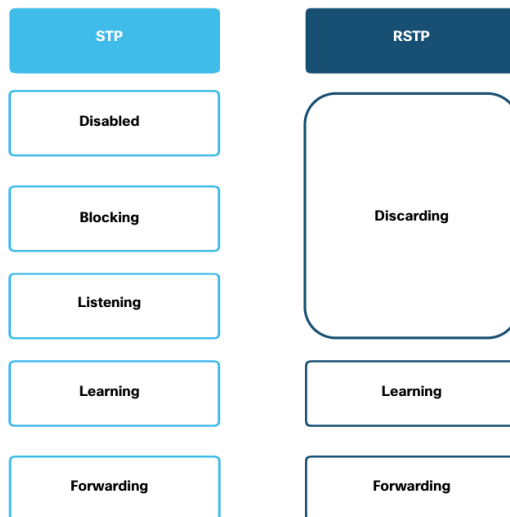 STP
Disabled
Blocking
Listening
Learning
Forwarding
RSTP
Discarding
Learning
Forwarding